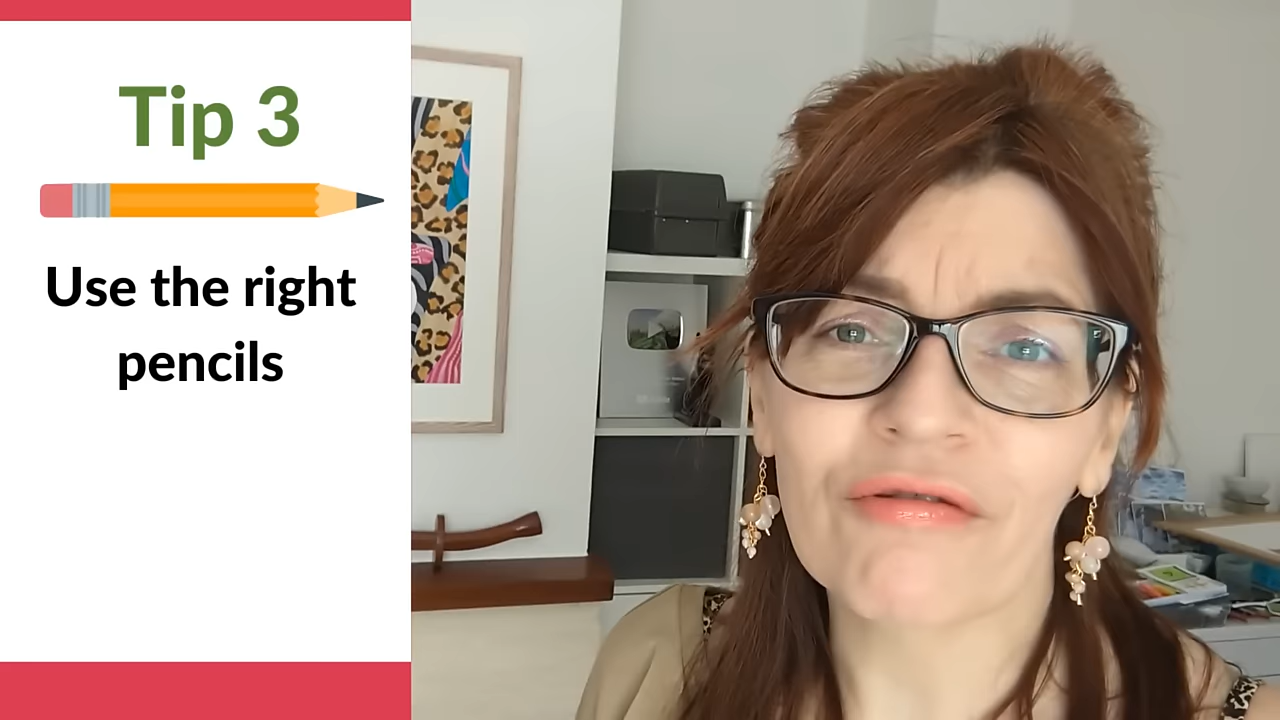 Tip 3
Use the right
pencils